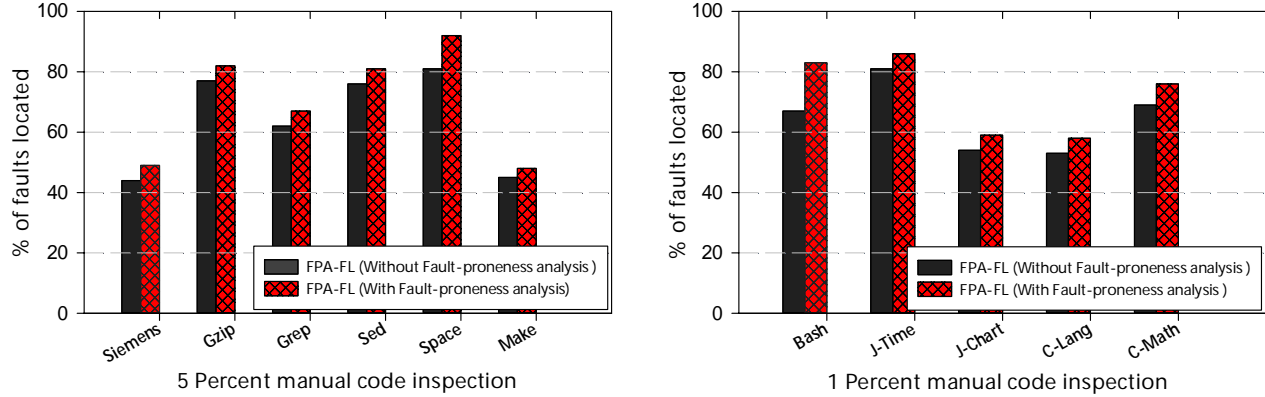 % of faults located
100
80
60
40
20
0
Siemens
Gzip
Grep
Sed
Space
Make
FPA-FL (Without Fault-proneness analysis )
FPA-FL (With Fault-proneness analysis)
5 Percent manual code inspection
% of faults located
100
80
60
40
20
0
Bash
J-Time
J-Chart
C-Lang
C-Math
FPA-FL (Without Fault-proneness analysis )
FPA-FL (With Fault-proneness analysis )
1 Percent manual code inspection